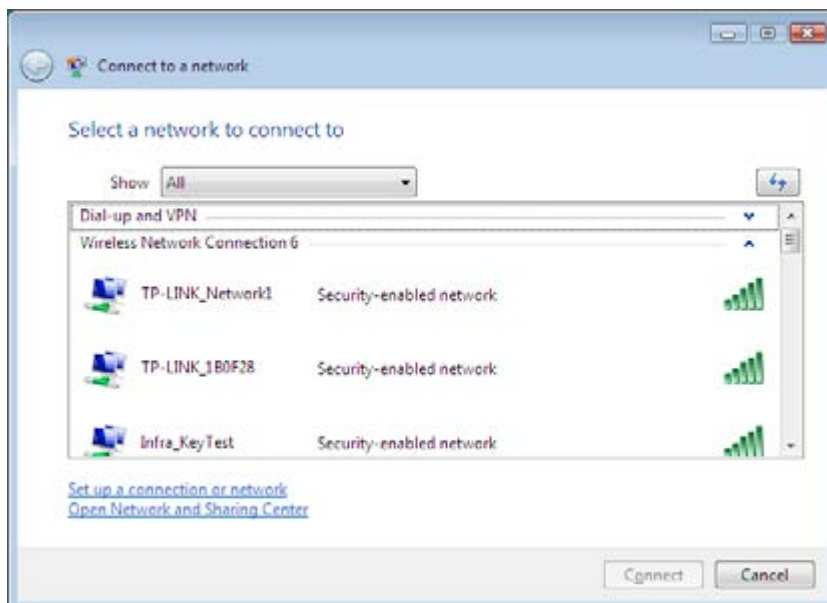 Connect to a network
Select a network to connect to
Show All
Dial-up and VPN
Wireless Network Connection 6
TP-LINK_Network1 Security-enabled network
TP-LINK_1B0F28 Security-enabled network
Infra_KeyTest Security-enabled network
Set up a connection or network
Open Network and Sharing Center
Connect Cancel